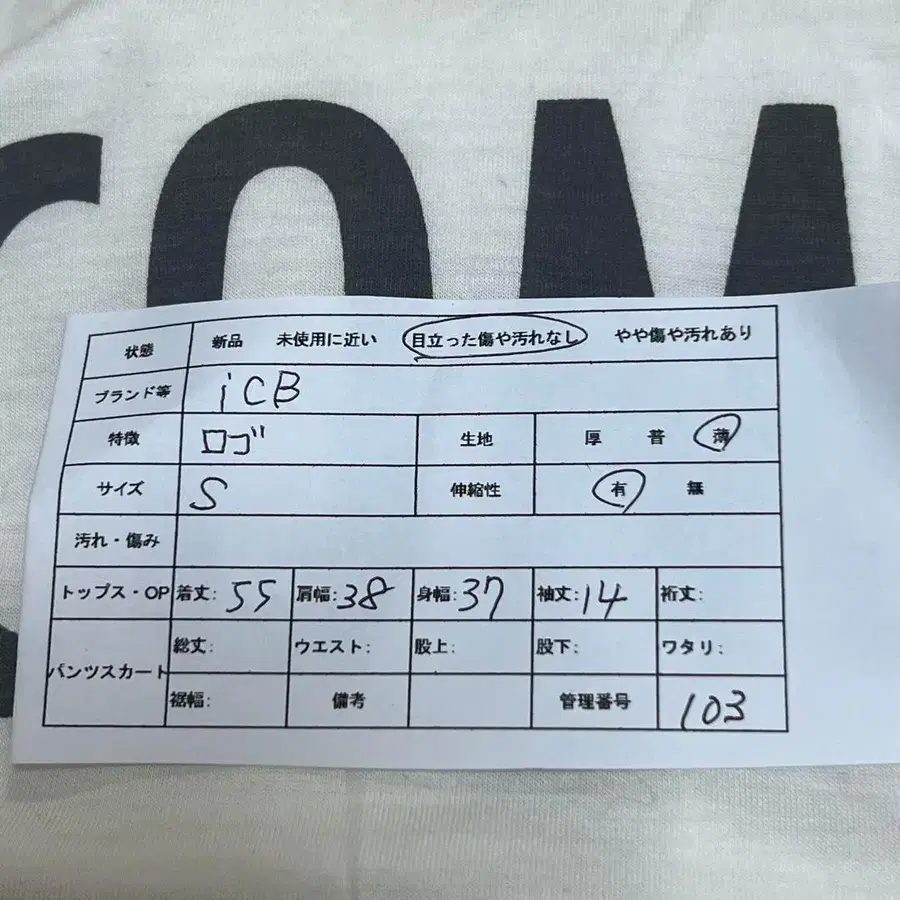 rOM
状態 新品 未使用に近い 目立った傷や汚れなし やや傷や汚れあり
ブランド等 iCB
特徴 ロゴ 生地 厚 普 薄
サイズ S 伸縮性 有 無
汚れ・傷み
トップス・OP 着丈: 55 肩幅: 38 身幅: 37 袖丈: 14 裄丈:
パンツスカート 総丈: ウエスト: 股上: 股下: ワタリ:
裾幅: 備考 管理番号 103